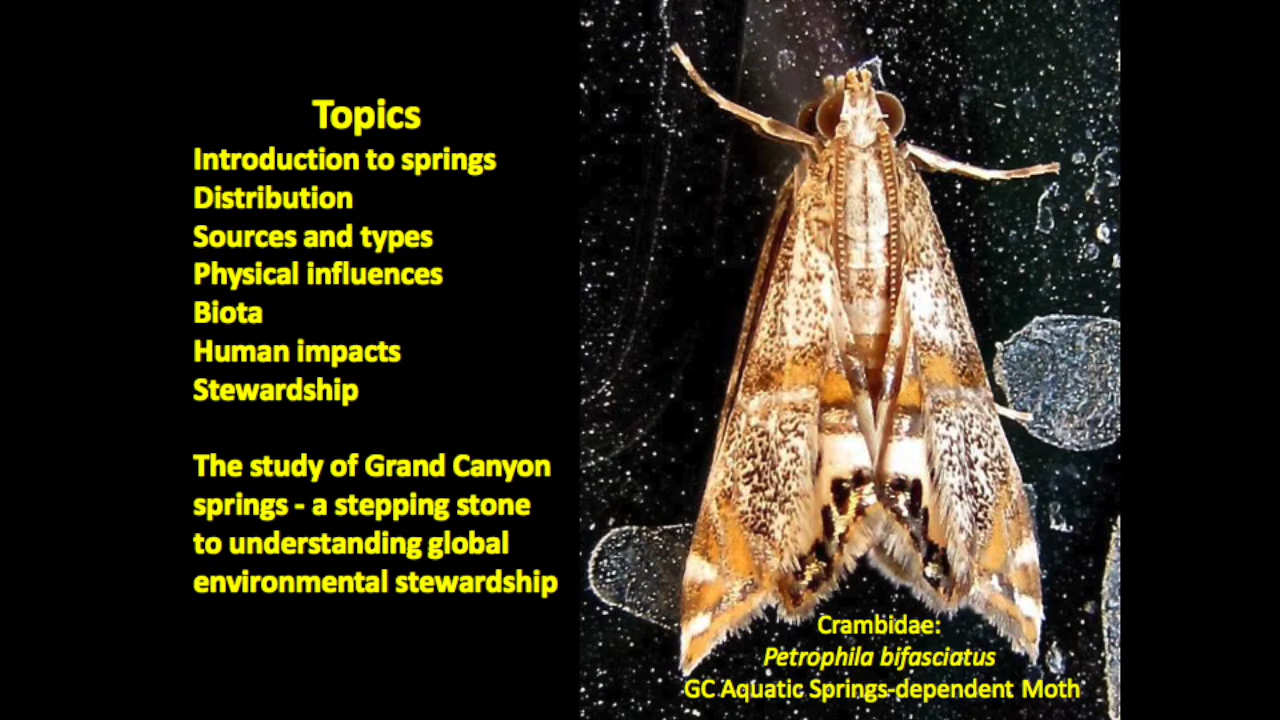 Topics
Introduction to springs
Distribution
Sources and types
Physical influences
Biota
Human impacts
Stewardship
The study of Grand Canyon
springs - a stepping stone
to understanding global
environmental stewardship
Crambidae:
Petrophila bifasciatus
GC Aquatic Springs-dependent Moth